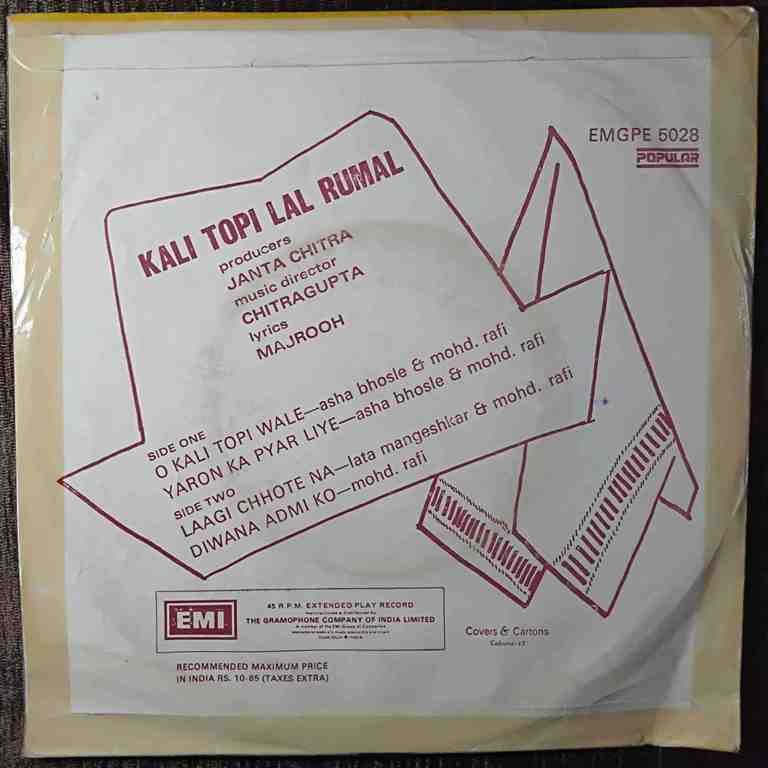 EMGPE 5028
POPULAR
KALI TOPI LAL RUMAL
producers
JANTA CHITRA
music director
CHITRAGUPTA
lyrics
MAJROOH
SIDE ONE
O KALI TOPI WALE—asha bhosle & mohd. rafi
YARON KA PYAR LIYE—asha bhosle & mohd. rafi
SIDE TWO
LAAGI CHHOTE NA—lata mangeshkar & mohd. rafi
DIWANA ADMI KO—mohd. rafi
EMI
45 R.P.M. EXTENDED PLAY RECORD
THE GRAMOPHONE COMPANY OF INDIA LIMITED
Covers & Cartons
RECOMMENDED MAXIMUM PRICE
IN INDIA RS. 10-85 (TAXES EXTRA)